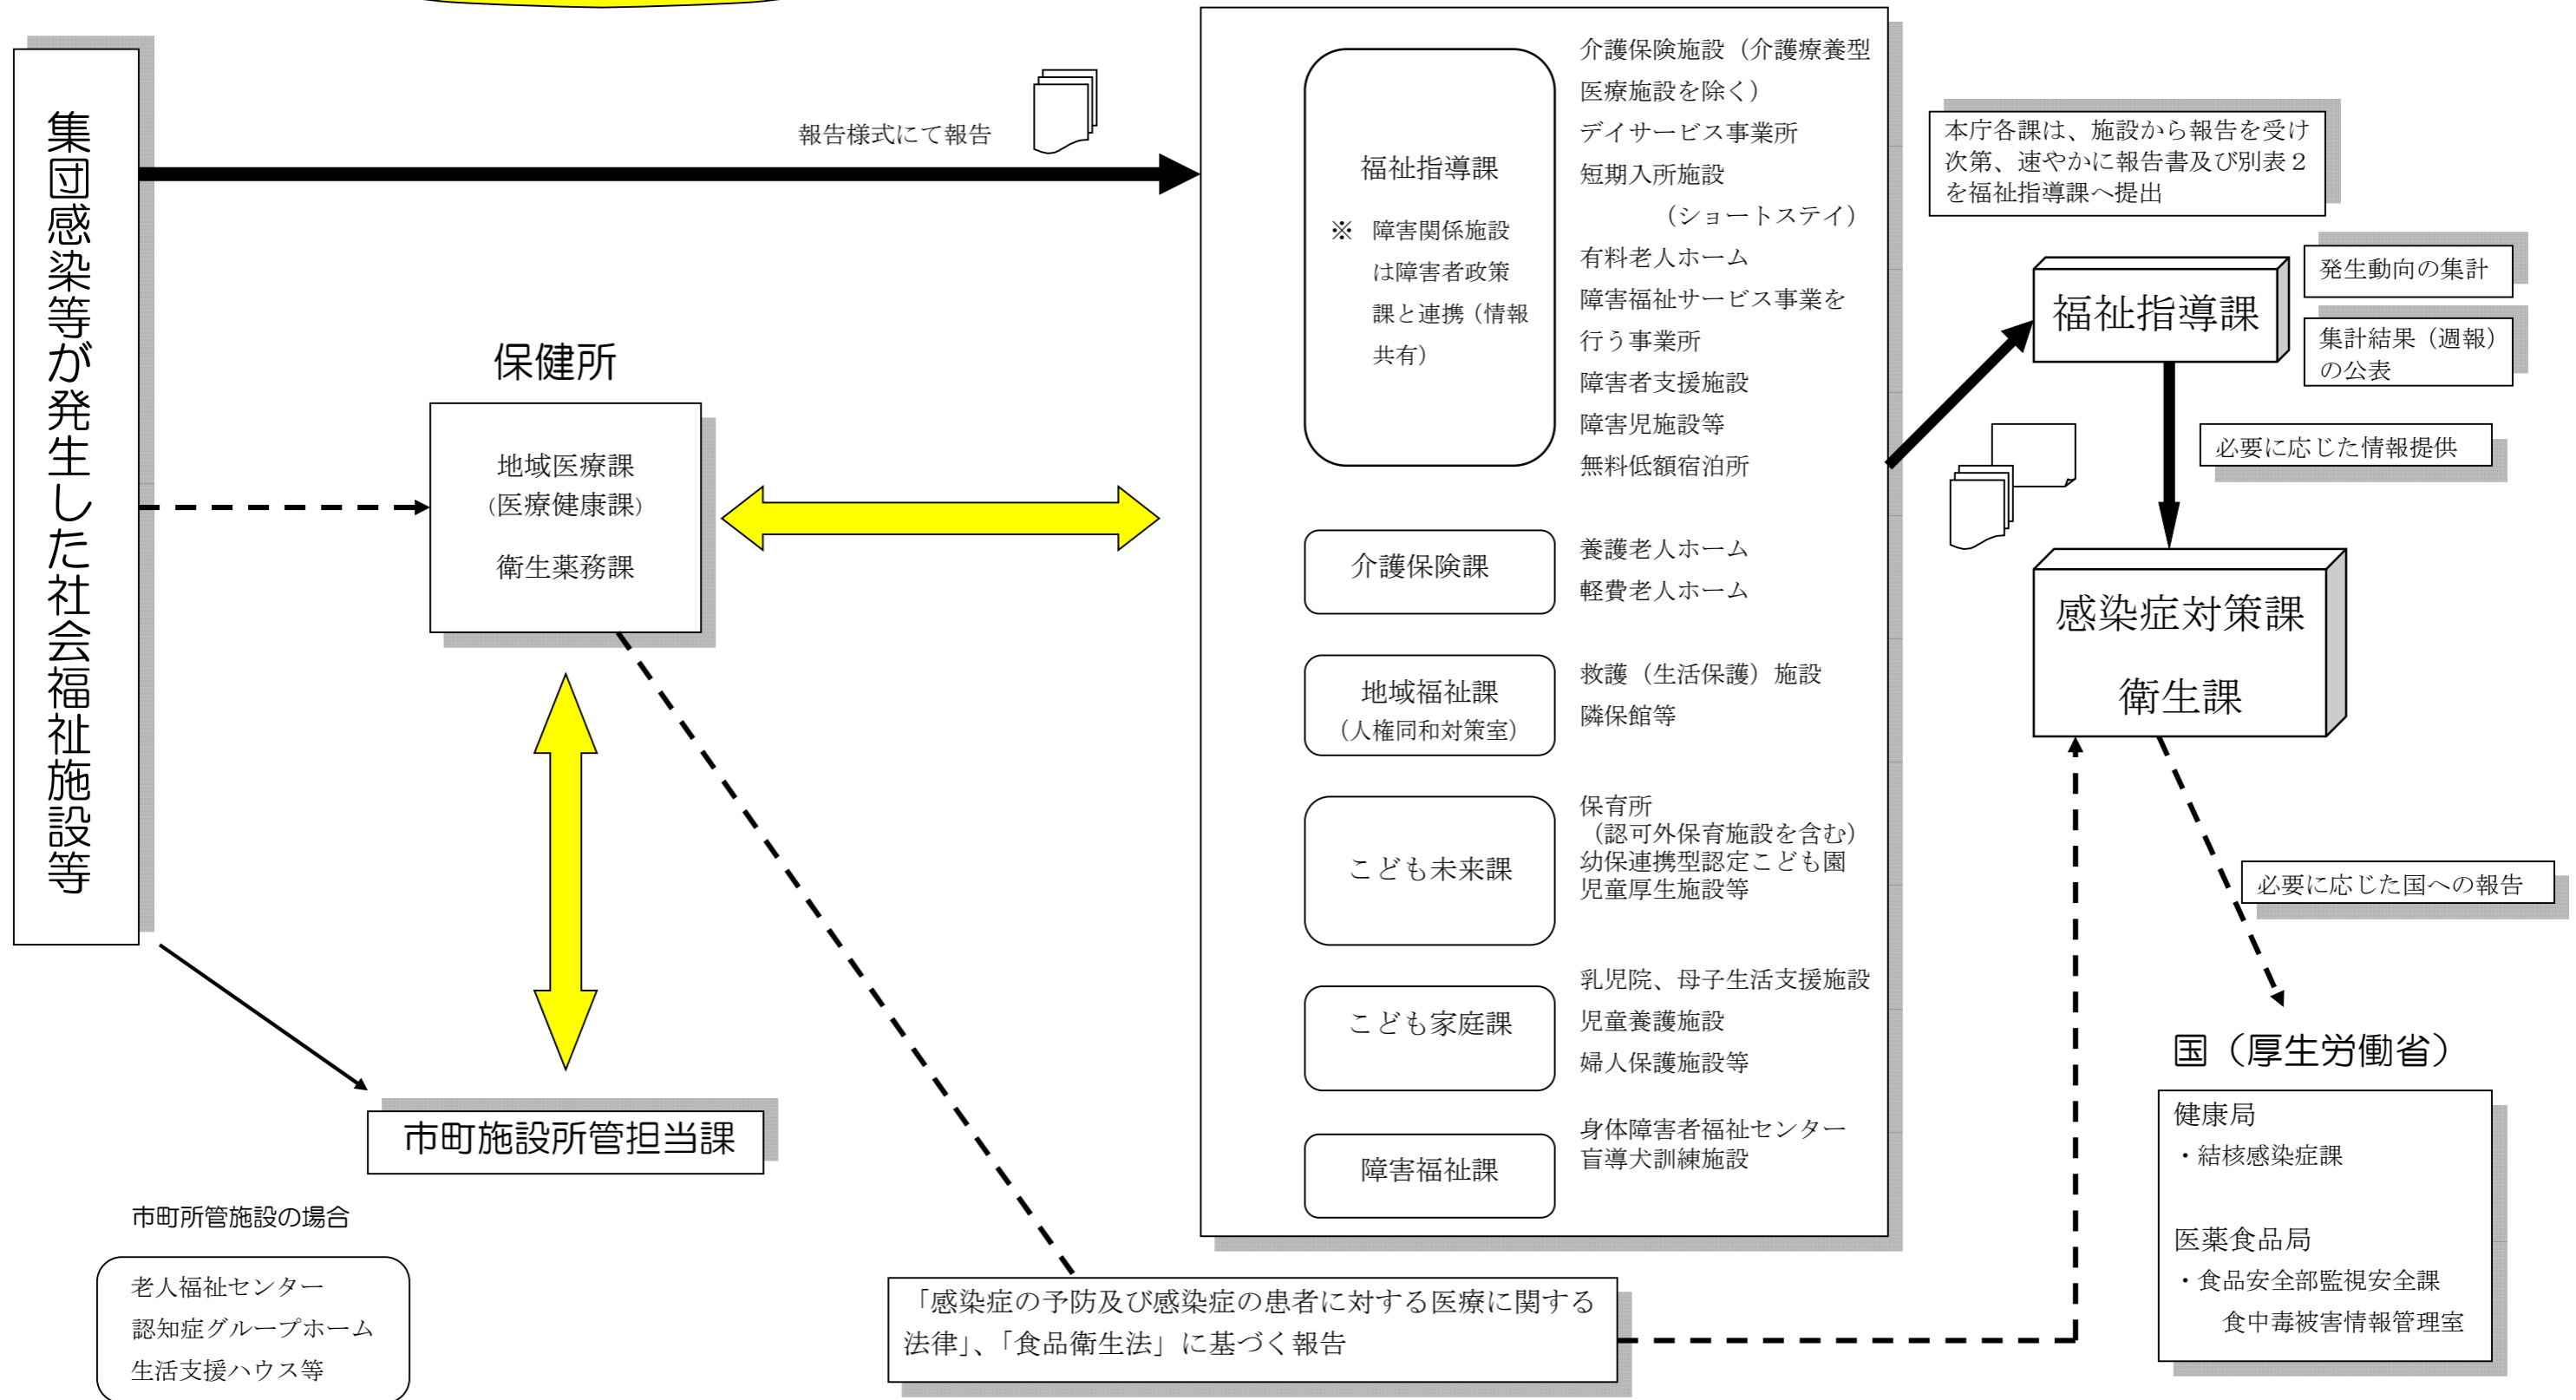 集団感染等が発生した社会福祉施設等
報告様式にて報告
保健所
地域医療課
（医療健康課）
衛生薬務課
市町施設所管担当課
市町所管施設の場合
老人福祉センター
認知症グループホーム
生活支援ハウス等
福祉指導課
※　障害関係施設
は障害者政策
課と連携（情報
共有）
介護保険施設（介護療養型
医療施設を除く）
デイサービス事業所
短期入所施設
（ショートステイ）
有料老人ホーム
障害福祉サービス事業を
行う事業所
障害者支援施設
障害児施設等
無料低額宿泊所
介護保険課
養護老人ホーム
軽費老人ホーム
地域福祉課
（人権同和対策室）
救護（生活保護）施設
隣保館等
こども未来課
保育所
（認可外保育施設を含む）
幼保連携型認定こども園
児童厚生施設等
こども家庭課
乳児院、母子生活支援施設
児童養護施設
婦人保護施設等
障害福祉課
身体障害者福祉センター
盲導犬訓練施設
「感染症の予防及び感染症の患者に対する医療に関する
法律」、「食品衛生法」に基づく報告
本庁各課は、施設から報告を受け
次第、速やかに報告書及び別表２
を福祉指導課へ提出
福祉指導課
発生動向の集計
集計結果（週報）
の公表
必要に応じた情報提供
感染症対策課
衛生課
必要に応じた国への報告
国（厚生労働省）
健康局
・結核感染症課
医薬食品局
・食品安全部監視安全課
食中毒被害情報管理室